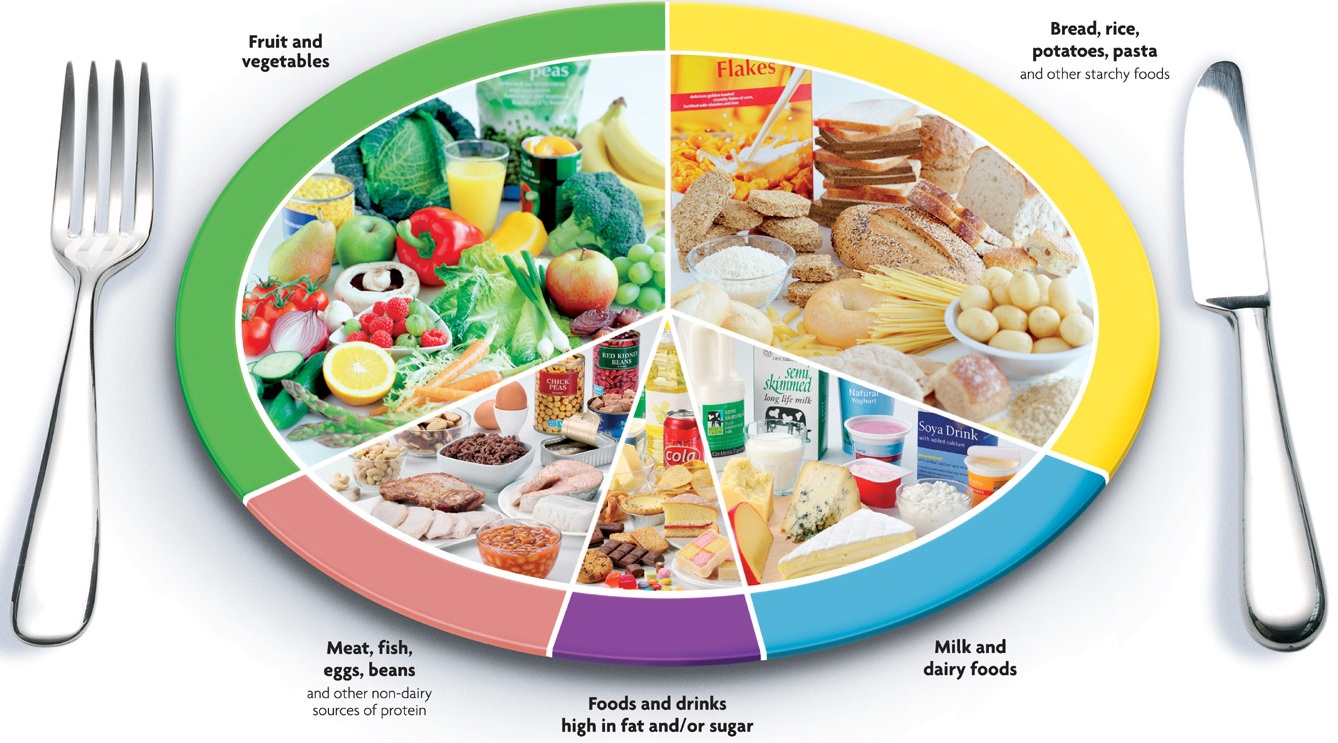 Fruit and
vegetables
Bread, rice,
potatoes, pasta
and other starchy foods
peas
Flakes
CHICK
PEAS
RED KIDNEY
BEANS
cola
semi
skimmed
long life milk
Natural
Yoghurt
Soya Drink
with added calcium
Meat, fish,
eggs, beans
and other non-dairy
sources of protein
Foods and drinks
high in fat and/or sugar
Milk and
dairy foods